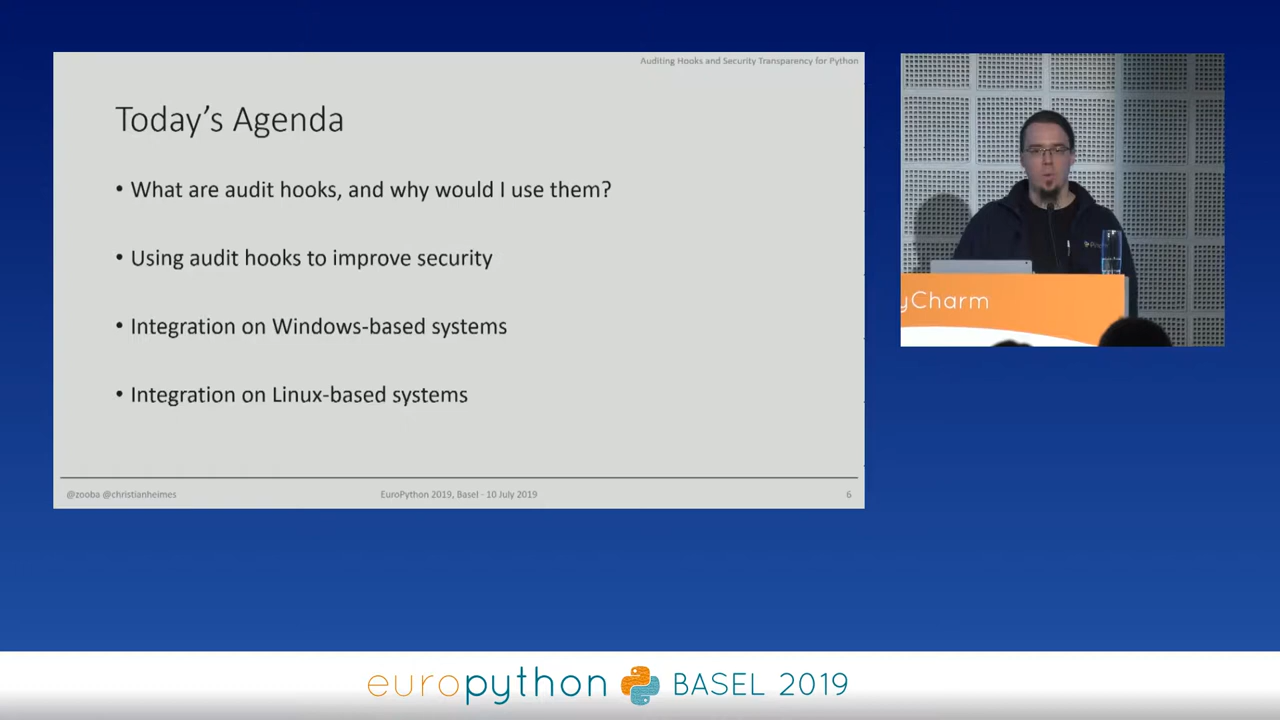 Auditing Hooks and Security Transparency for Python
Today's Agenda
• What are audit hooks, and why would I use them?
• Using audit hooks to improve security
• Integration on Windows-based systems
• Integration on Linux-based systems
@zooba @christianheimes
EuroPython 2019, Basel - 10 July 2019
6
yCharm
europython BASEL 2019